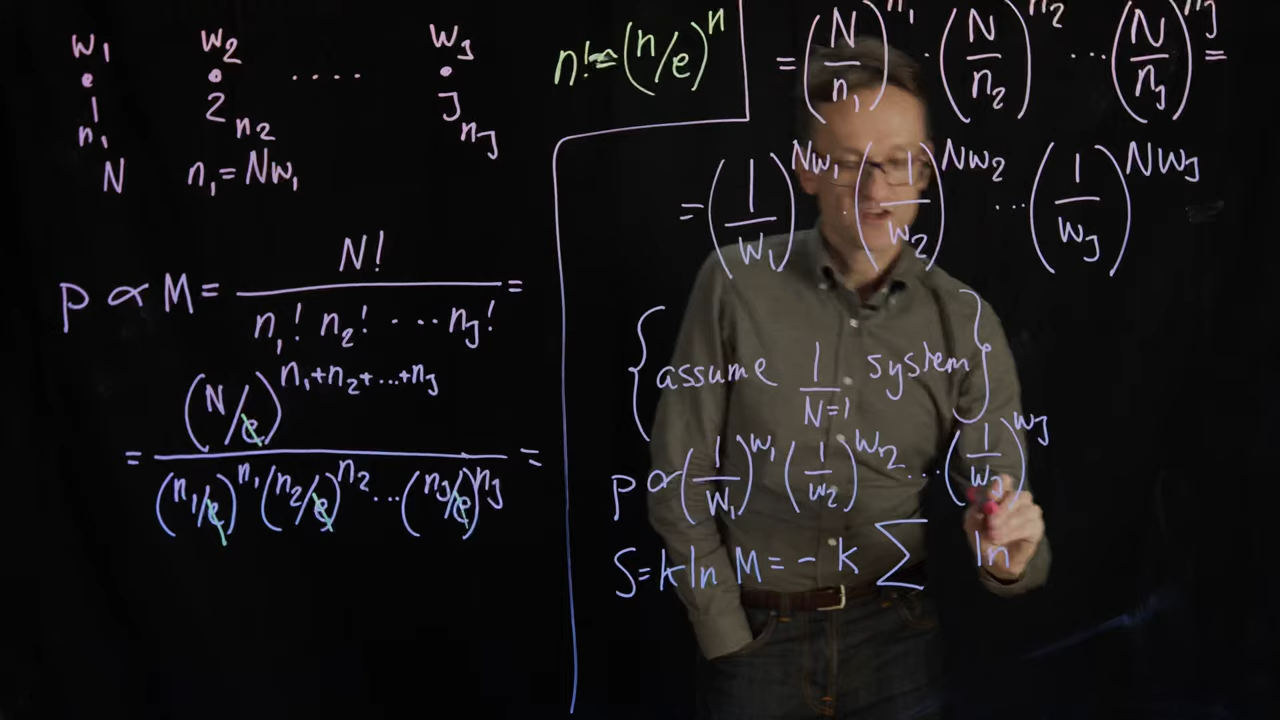 w₁ w₂ .... wⱼ
1 2 J
n₁ n₂ nⱼ
N n₁ = Nw₁
p ∝ M = N! / (n₁! n₂! ··· nⱼ!) =
= (N/e)^(n₁+n₂+...+nⱼ) / ((n₁/e)^n₁ (n₂/e)^n₂ ... (nⱼ/e)^nⱼ) =
n! ≃ (n/e)^n
= (N/n₁)^n₁ · (N/n₂)^n₂ ··· (N/nⱼ)^nⱼ =
= (1/w₁)^Nw₁ · (1/w₂)^Nw₂ ... (1/wⱼ)^Nwⱼ
{assume 1 system}
N=1
p ∝ (1/w₁)^w₁ (1/w₂)^w₂ ... (1/wⱼ)^wⱼ
S = k ln M = - k ∑ ln